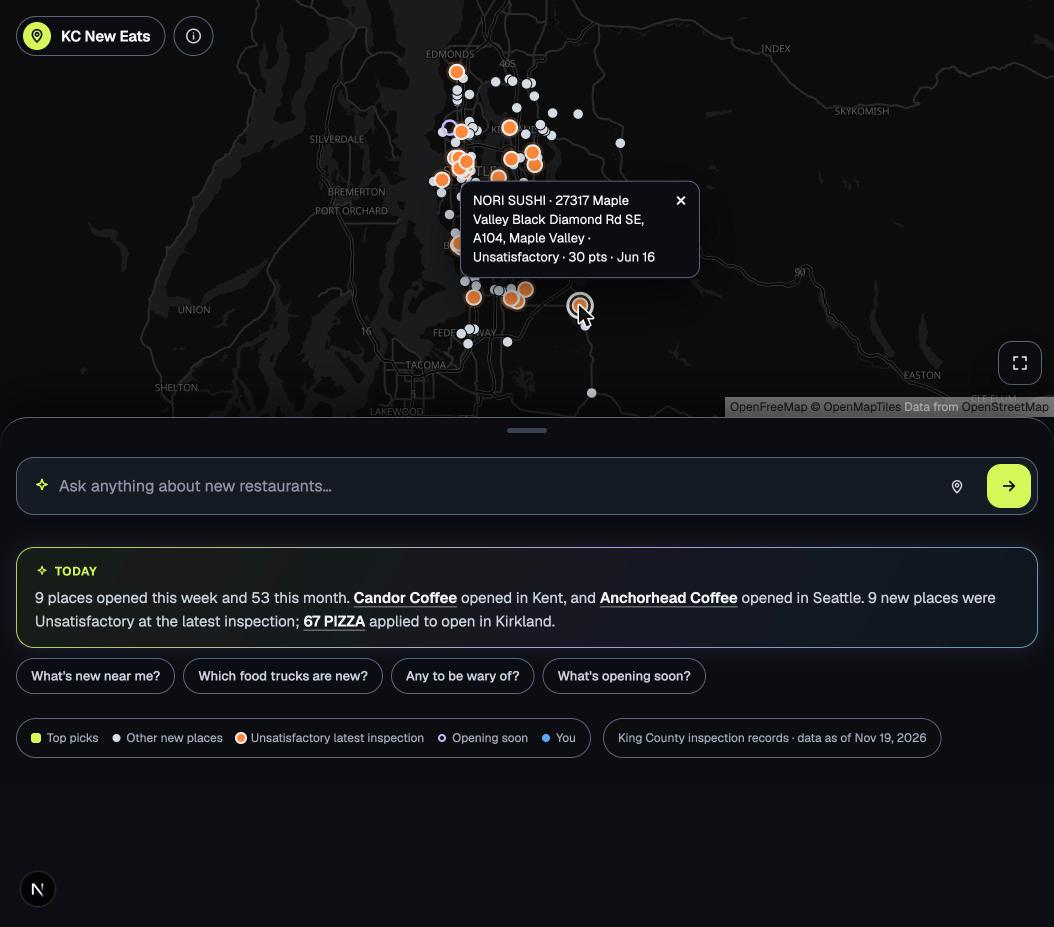 KC New Eats
EDMONDS
405
INDEX
SKYKOMISH
SILVERDALE
BREMERTON
PORT ORCHARD
NORI SUSHI · 27317 Maple
Valley Black Diamond Rd SE,
A104, Maple Valley ·
Unsatisfactory · 30 pts · Jun 16
×
90
UNION
16
TACOMA
5
EASTON
SHELTON
LAKEWOOD
CLE ELUM
OpenFreeMap © OpenMapTiles Data from OpenStreetMap
Ask anything about new restaurants...
TODAY
9 places opened this week and 53 this month. Candor Coffee opened in Kent, and Anchorhead Coffee opened in Seattle. 9 new places were
Unsatisfactory at the latest inspection; 67 PIZZA applied to open in Kirkland.
What's new near me?
Which food trucks are new?
Any to be wary of?
What's opening soon?
Top picks
Other new places
Unsatisfactory latest inspection
Opening soon
You
King County inspection records · data as of Nov 19, 2026
N